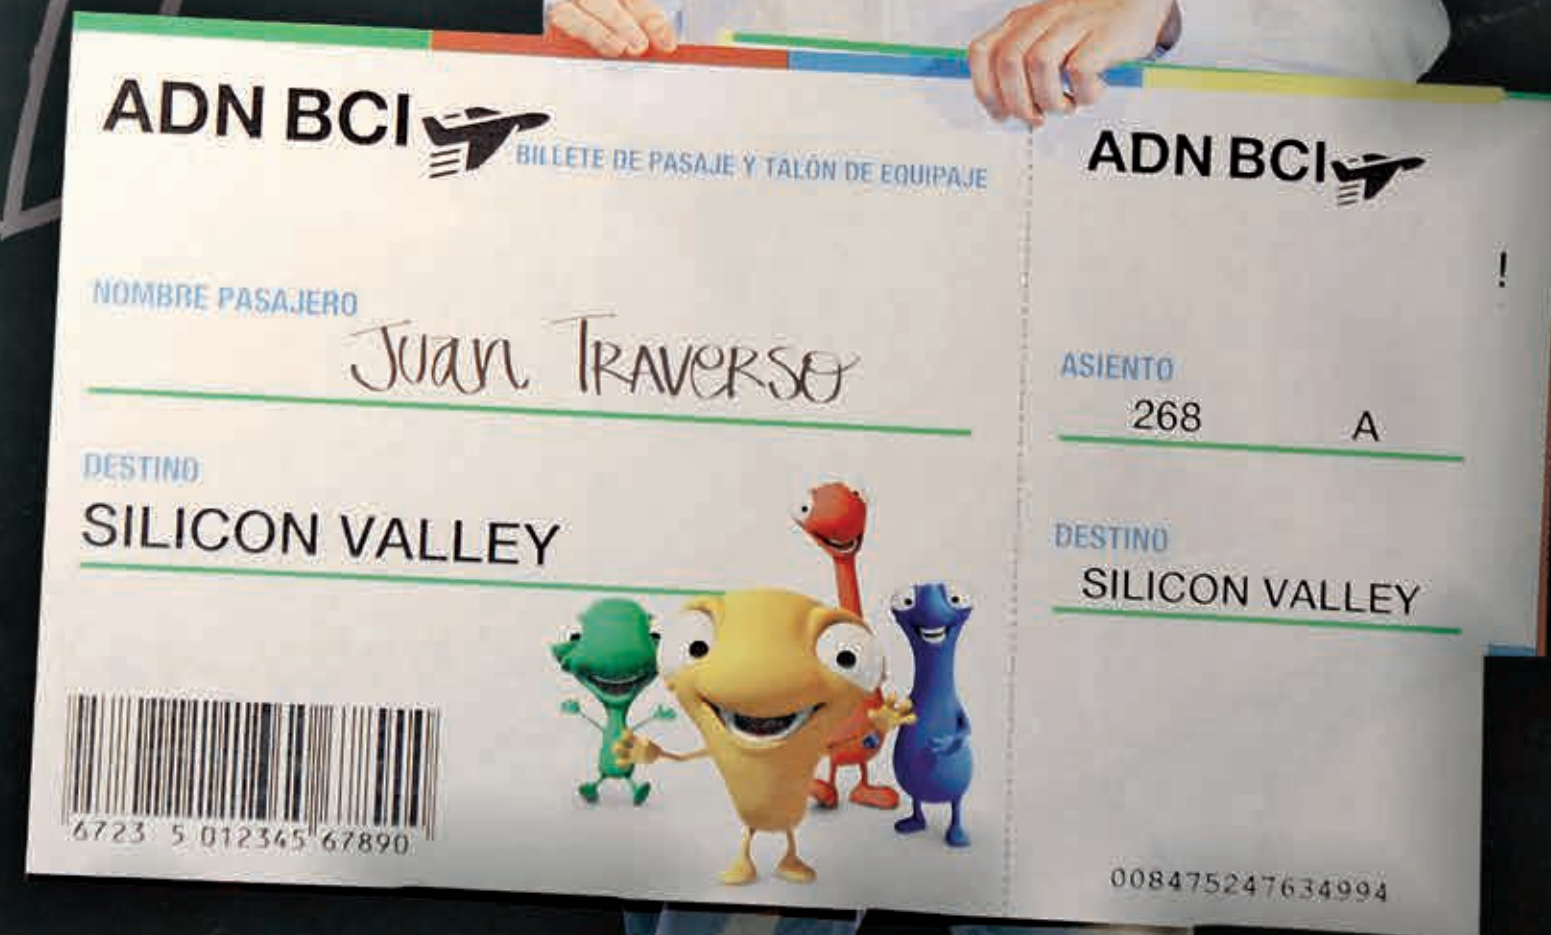 ADN BCI
BILLETE DE PASAJE Y TALÓN DE EQUIPAJE
NOMBRE PASAJERO
Juan TRAVERSO
DESTINO
SILICON VALLEY
6723 5 012345 67890
ADN BCI
!
ASIENTO
268 A
DESTINO
SILICON VALLEY
008475247634994